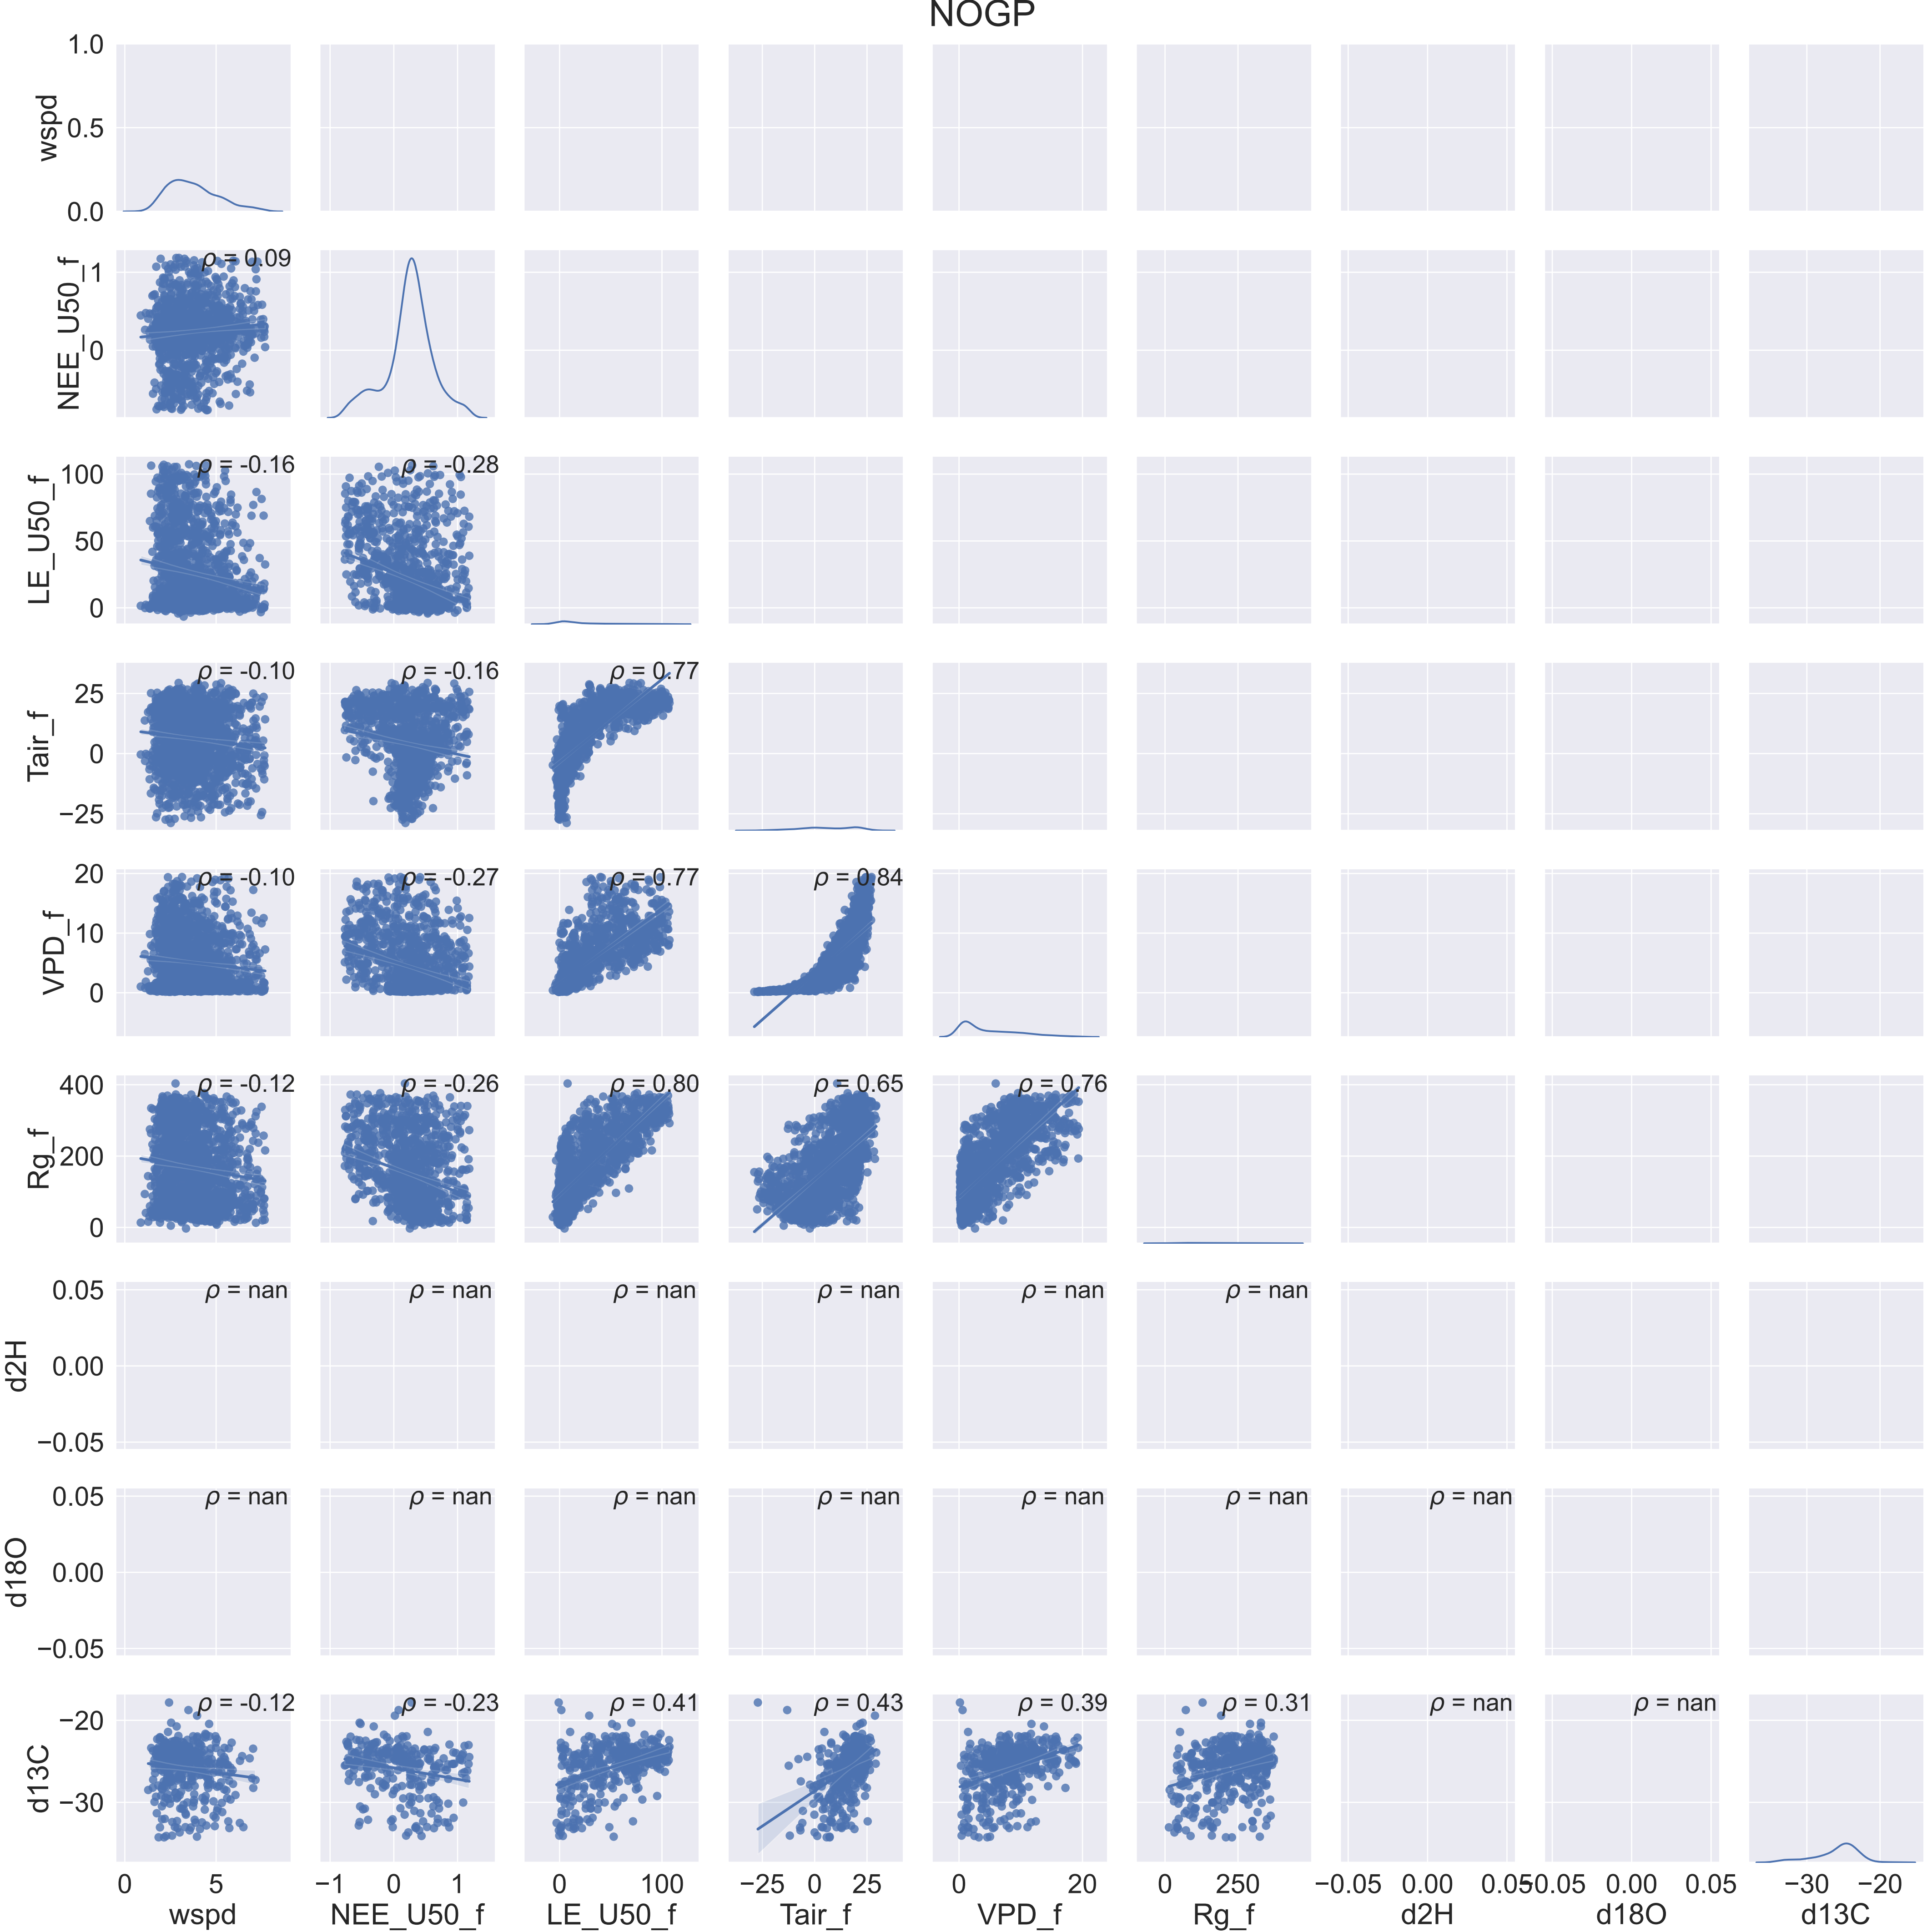 NOGP
1.0
wspd
0.5
0.0
ρ = 0.09
NEE_U50_f
1
0
ρ = -0.16 ρ = -0.28
LE_U50_f
100
50
0
ρ = -0.10 ρ = -0.16 ρ = 0.77
Tair_f
25
0
−25
ρ = -0.10 ρ = -0.27 ρ = 0.77 ρ = 0.84
VPD_f
20
10
0
ρ = -0.12 ρ = -0.26 ρ = 0.80 ρ = 0.65 ρ = 0.76
Rg_f
400
200
0
ρ = nan ρ = nan ρ = nan ρ = nan ρ = nan ρ = nan
d2H
0.05
0.00
−0.05
ρ = nan ρ = nan ρ = nan ρ = nan ρ = nan ρ = nan ρ = nan
d18O
0.05
0.00
−0.05
ρ = -0.12 ρ = -0.23 ρ = 0.41 ρ = 0.43 ρ = 0.39 ρ = 0.31 ρ = nan ρ = nan
d13C
−20
−30
0 5 −1 0 1 0 100 −25 0 25 0 20 0 250 −0.05 0.00 0.05 −0.05 0.00 0.05 −30 −20
wspd NEE_U50_f LE_U50_f Tair_f VPD_f Rg_f d2H d18O d13C